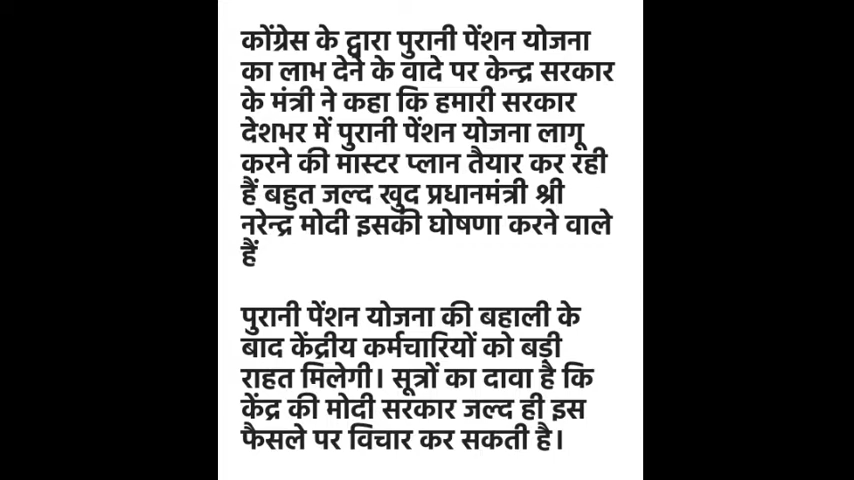 कोंग्रेस के द्वारा पुरानी पेंशन योजना
का लाभ देने के वादे पर केन्द्र सरकार
के मंत्री ने कहा कि हमारी सरकार
देशभर में पुरानी पेंशन योजना लागू
करने की मास्टर प्लान तैयार कर रही
हैं बहुत जल्द खुद प्रधानमंत्री श्री
नरेन्द्र मोदी इसकी घोषणा करने वाले
हैं
पुरानी पेंशन योजना की बहाली के
बाद केंद्रीय कर्मचारियों को बड़ी
राहत मिलेगी। सूत्रों का दावा है कि
केंद्र की मोदी सरकार जल्द ही इस
फैसले पर विचार कर सकती है।